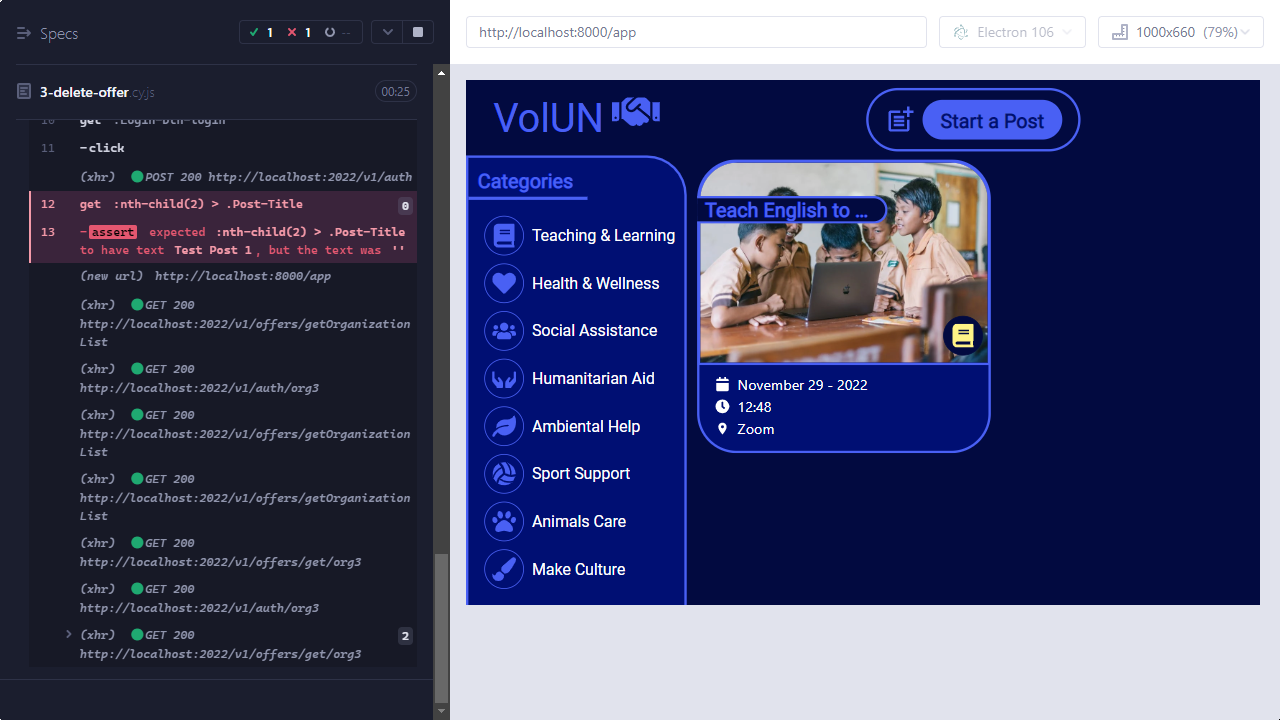 Specs
1
1
--
3-delete-offer.cy.js
00:25
10 get .Login-btn-login
11 -click
(xhr) POST 200 http://localhost:2022/v1/auth
12 get :nth-child(2) > .Post-Title 0
13 -assert expected :nth-child(2) > .Post-Title
to have text Test Post 1, but the text was ''
(new url) http://localhost:8000/app
(xhr) GET 200
http://localhost:2022/v1/offers/getOrganization
List
(xhr) GET 200
http://localhost:2022/v1/auth/org3
(xhr) GET 200
http://localhost:2022/v1/offers/getOrganization
List
(xhr) GET 200
http://localhost:2022/v1/offers/getOrganization
List
(xhr) GET 200
http://localhost:2022/v1/offers/get/org3
(xhr) GET 200
http://localhost:2022/v1/auth/org3
(xhr) GET 200 2
http://localhost:2022/v1/offers/get/org3
http://localhost:8000/app
Electron 106
1000x660 (79%)
VolUN
Start a Post
Categories
Teaching & Learning
Health & Wellness
Social Assistance
Humanitarian Aid
Ambiental Help
Sport Support
Animals Care
Make Culture
Teach English to ...
November 29 - 2022
12:48
Zoom